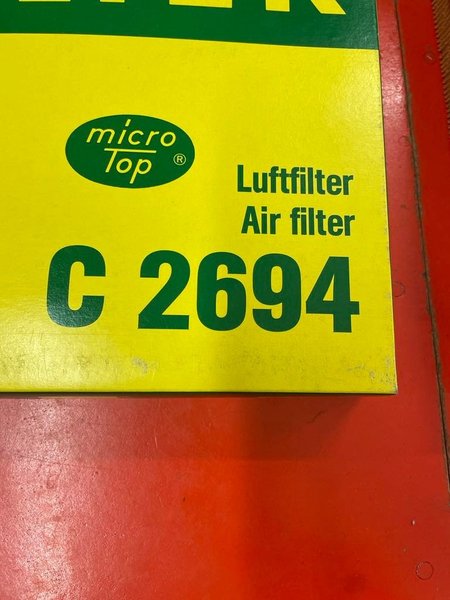 micro
Top ®
Luftfilter
Air filter
C 2694